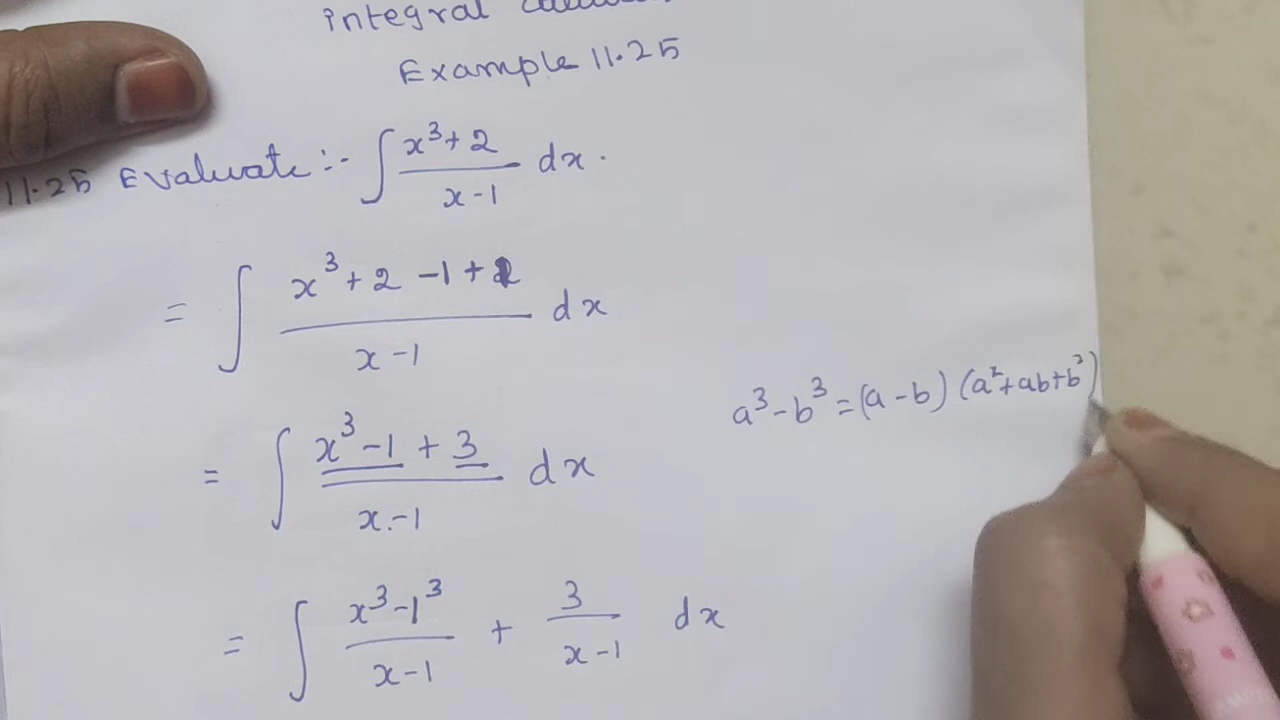 integral
Example 11.25
11.25 Evaluate :- ∫ x³+2 / x-1 dx.
= ∫ x³+2-1+1 / x-1 dx
= ∫ x³-1+3 / x-1 dx
a³-b³=(a-b)(a²+ab+b²)
= ∫ x³-1³ / x-1 + 3 / x-1 dx